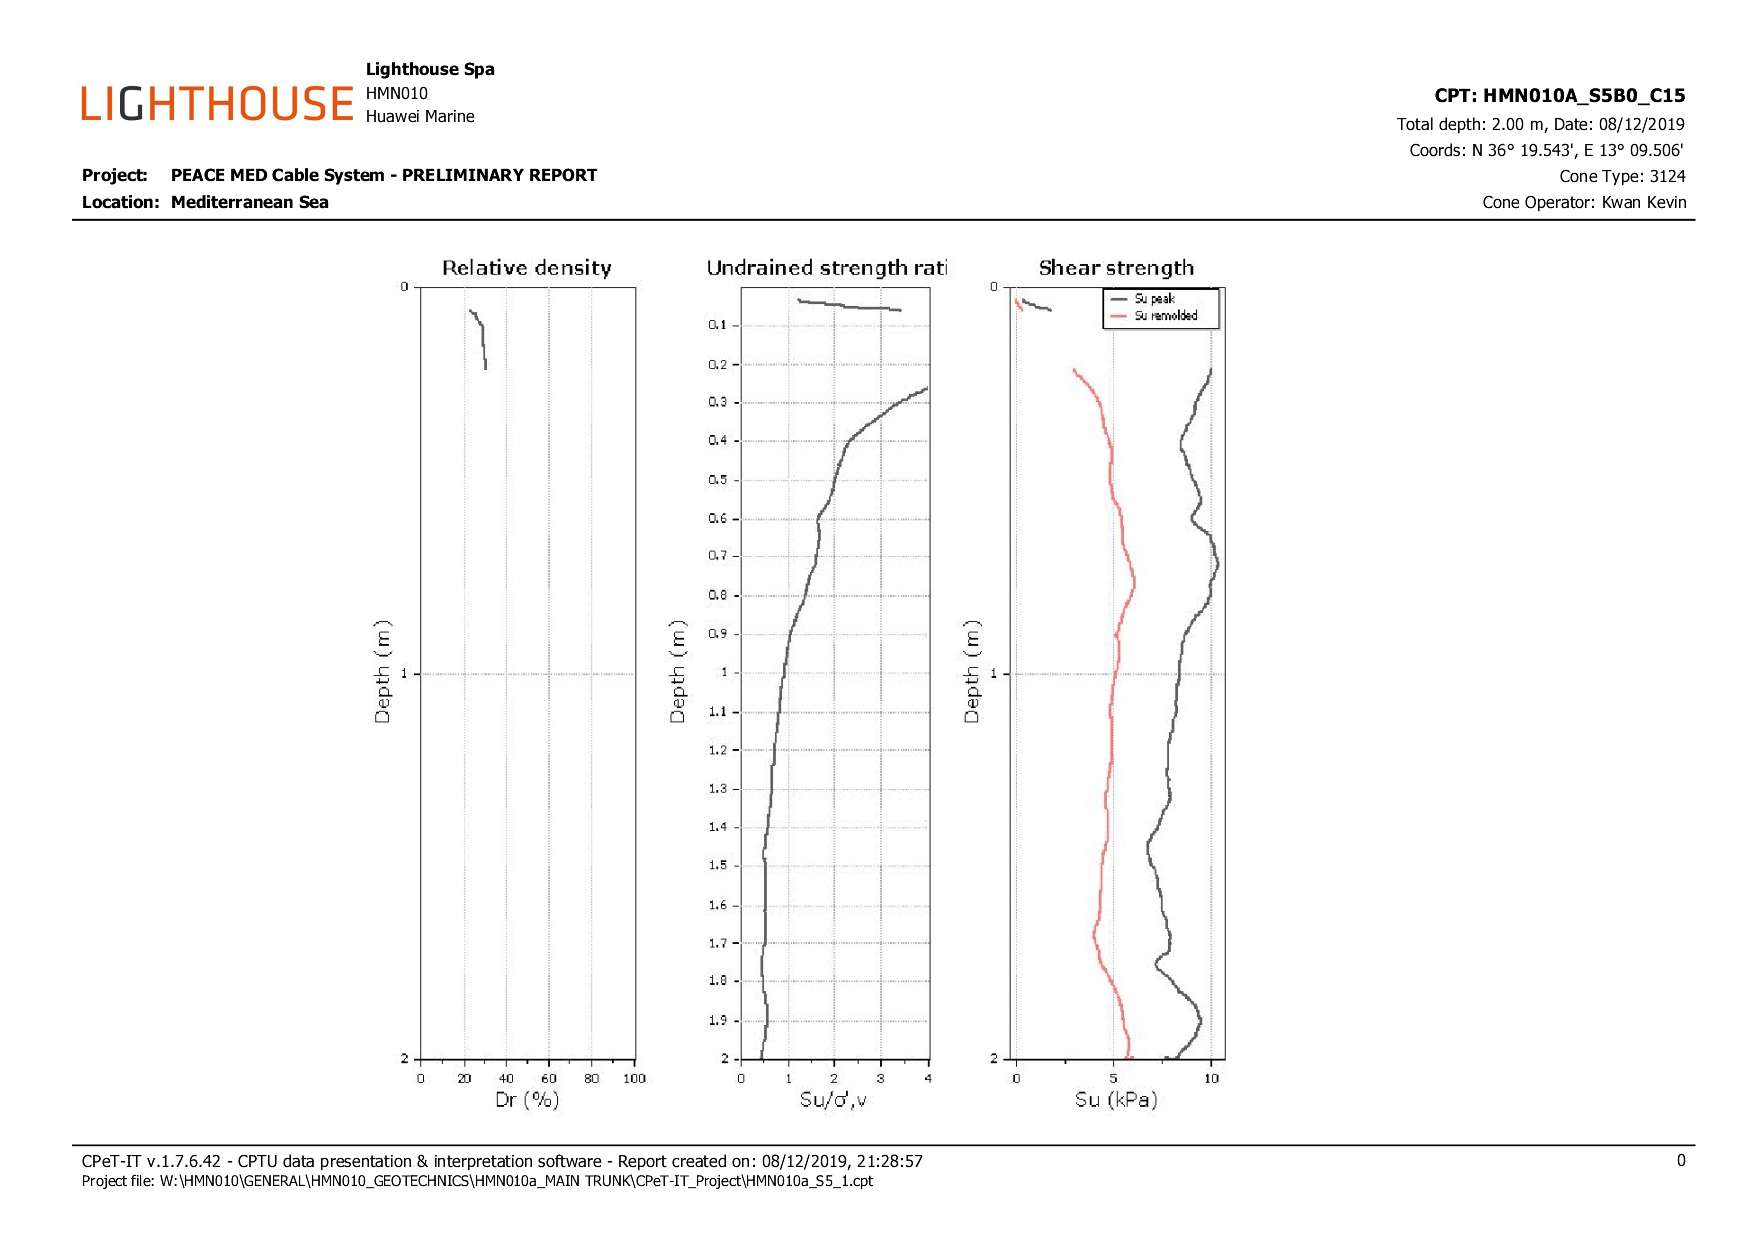 LIGHTHOUSE
Lighthouse Spa
HMN010
Huawei Marine
CPT: HMN010A_S5B0_C15
Total depth: 2.00 m, Date: 08/12/2019
Coords: N 36° 19.543', E 13° 09.506'
Cone Type: 3124
Cone Operator: Kwan Kevin
Project: PEACE MED Cable System - PRELIMINARY REPORT
Location: Mediterranean Sea
Relative density
0
1
2
Depth (m)
0 20 40 60 80 100
Dr (%)
Undrained strength rati
0.1
0.2
0.3
0.4
0.5
0.6
0.7
0.8
0.9
1
1.1
1.2
1.3
1.4
1.5
1.6
1.7
1.8
1.9
2
Depth (m)
0 1 2 3 4
Su/σ',v
Shear strength
Su peak
Su remolded
0
1
2
Depth (m)
0 5 10
Su (kPa)
CPeT-IT v.1.7.6.42 - CPTU data presentation & interpretation software - Report created on: 08/12/2019, 21:28:57
0
Project file: W:\HMN010\GENERAL\HMN010_GEOTECHNICS\HMN010a_MAIN TRUNK\CPeT-IT_Project\HMN010a_S5_1.cpt